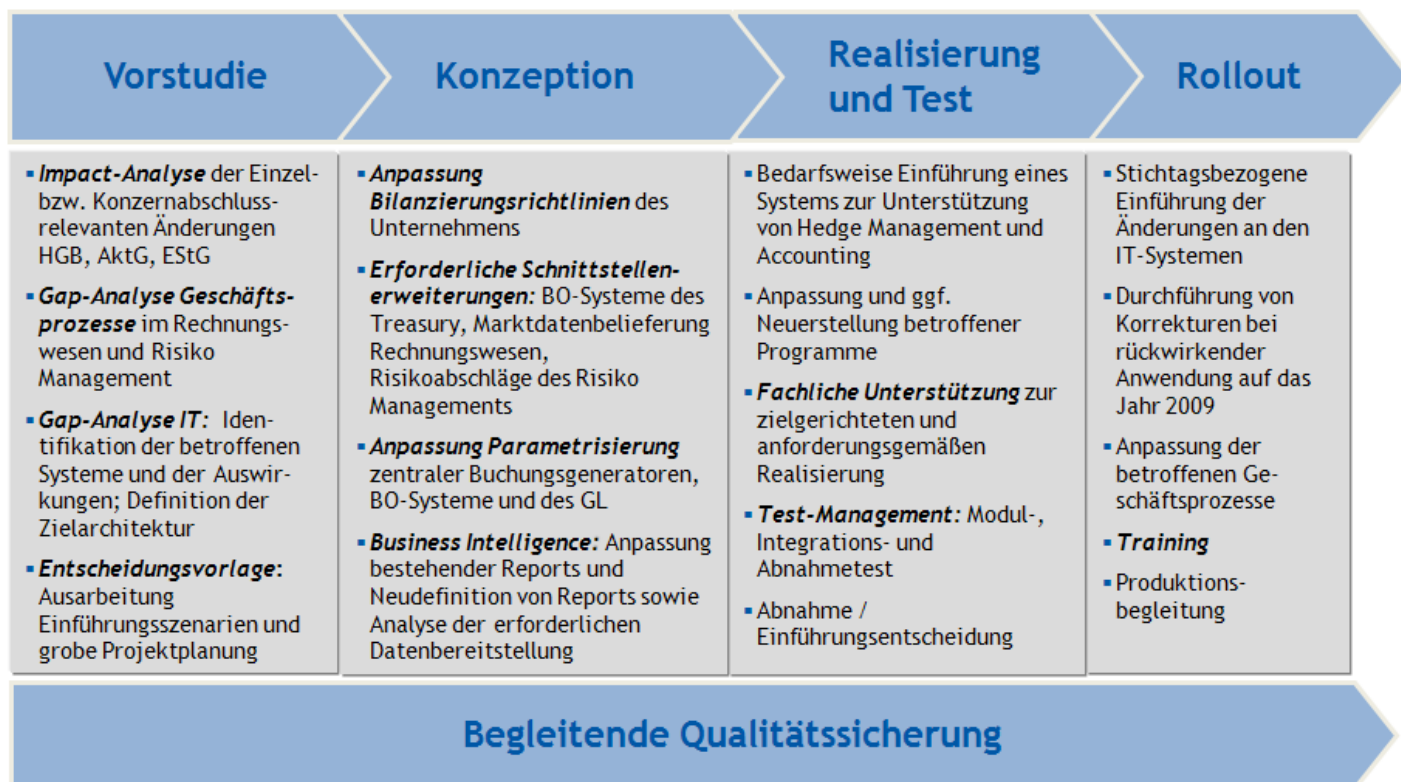 Vorstudie
Konzeption
Realisierung
und Test
Rollout
▪ Impact-Analyse der Einzel-
bzw. Konzernabschluss-
relevanten Änderungen
HGB, AktG, EStG
▪ Gap-Analyse Geschäfts-
prozesse im Rechnungs-
wesen und Risiko
Management
▪ Gap-Analyse IT: Iden-
tifikation der betroffenen
Systeme und der Auswir-
kungen; Definition der
Zielarchitektur
▪ Entscheidungsvorlage:
Ausarbeitung
Einführungsszenarien und
grobe Projektplanung
▪ Anpassung
Bilanzierungsrichtlinien des
Unternehmens
▪ Erforderliche Schnittstellen-
erweiterungen: BO-Systeme des
Treasury, Marktdatenbelieferung
Rechnungswesen,
Risikoabschläge des Risiko
Managements
▪ Anpassung Parametrisierung
zentraler Buchungsgeneratoren,
BO-Systeme und des GL
▪ Business Intelligence: Anpassung
bestehender Reports und
Neudefinition von Reports sowie
Analyse der erforderlichen
Datenbereitstellung
▪ Bedarfsweise Einführung eines
Systems zur Unterstützung
von Hedge Management und
Accounting
▪ Anpassung und ggf.
Neuerstellung betroffener
Programme
▪ Fachliche Unterstützung zur
zielgerichteten und
anforderungsgemäßen
Realisierung
▪ Test-Management: Modul-,
Integrations- und
Abnahmetest
▪ Abnahme /
Einführungsentscheidung
▪ Stichtagsbezogene
Einführung der
Änderungen an den
IT-Systemen
▪ Durchführung von
Korrekturen bei
rückwirkender
Anwendung auf das
Jahr 2009
▪ Anpassung der
betroffenen Ge-
schäftsprozesse
▪ Training
▪ Produktions-
begleitung
Begleitende Qualitätssicherung